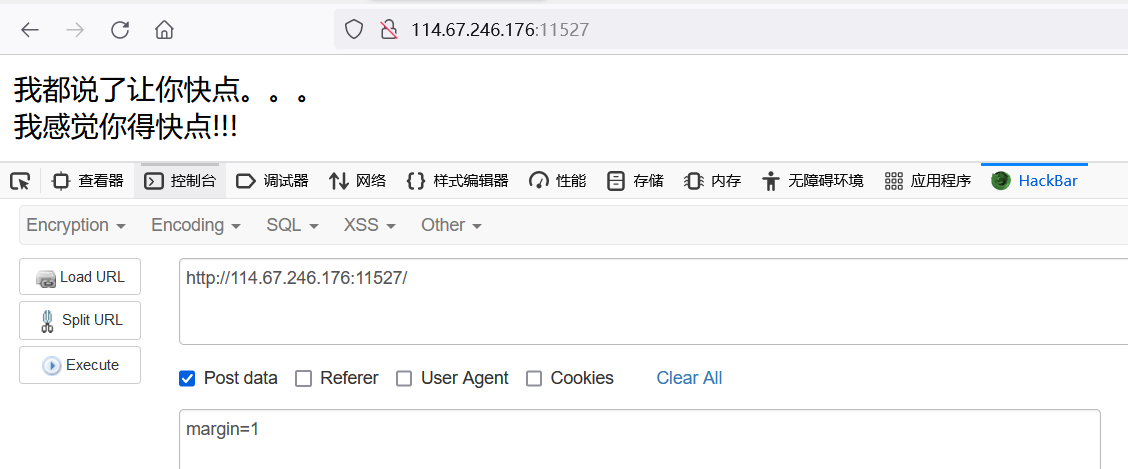 114.67.246.176:11527
我都说了让你快点。。。
我感觉你得快点!!!
查看器 控制台 调试器 网络 样式编辑器 性能 存储 内存 无障碍环境 应用程序 HackBar
Encryption Encoding SQL XSS Other
Load URL http://114.67.246.176:11527/
Split URL
Execute
Post data Referer User Agent Cookies Clear All
margin=1